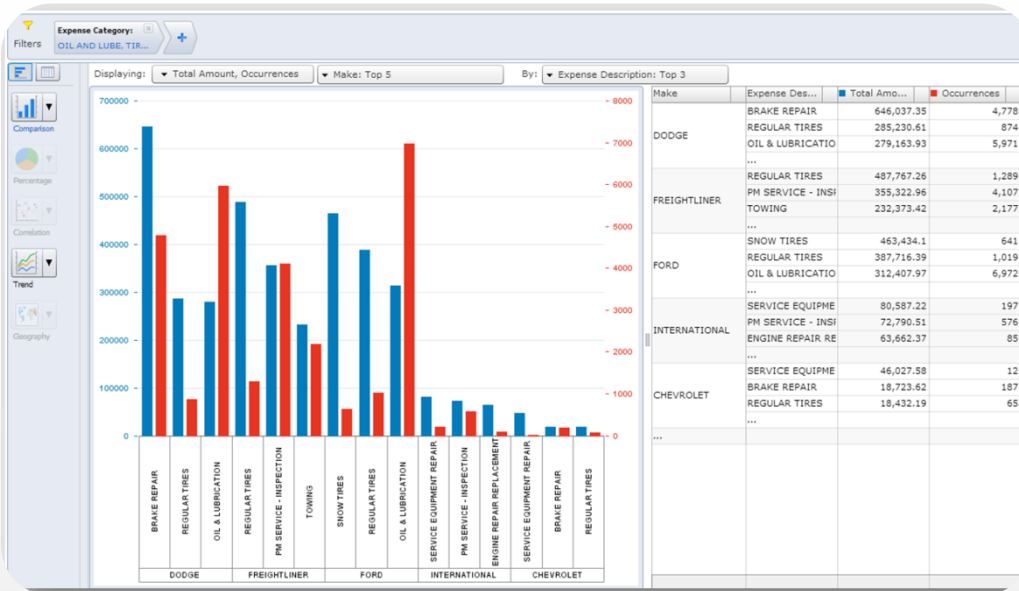 Filters
Expense Category:
OIL AND LUBE, TIR...
Displaying:
Total Amount, Occurrences
Make: Top 5
By:
Expense Description: Top 3
Comparison
Percentage
Correlation
Trend
Geography
700000
600000
500000
400000
300000
200000
100000
0
8000
7000
6000
5000
4000
3000
2000
1000
0
BRAKE REPAIR
REGULAR TIRES
OIL & LUBRICATION
REGULAR TIRES
PM SERVICE - INSPECTION
TOWING
SNOW TIRES
REGULAR TIRES
OIL & LUBRICATION
SERVICE EQUIPMENT REPAIR
PM SERVICE - INSPECTION
ENGINE REPAIR REPLACEMENT
SERVICE EQUIPMENT REPAIR
BRAKE REPAIR
REGULAR TIRES
DODGE FREIGHTLINER FORD INTERNATIONAL CHEVROLET
Make Expense Des... Total Amo... Occurrences
DODGE
BRAKE REPAIR 646,037.35 4,778
REGULAR TIRES 285,230.61 874
OIL & LUBRICATIO 279,163.93 5,971
...
FREIGHTLINER
REGULAR TIRES 487,767.26 1,289
PM SERVICE - INSP 355,322.96 4,107
TOWING 232,373.42 2,177
...
FORD
SNOW TIRES 463,434.1 641
REGULAR TIRES 387,716.39 1,019
OIL & LUBRICATIO 312,407.97 6,972
...
INTERNATIONAL
SERVICE EQUIPME 80,587.22 197
PM SERVICE - INSP 72,790.51 576
ENGINE REPAIR RE 63,662.37 85
...
CHEVROLET
SERVICE EQUIPME 46,027.58 12
BRAKE REPAIR 18,723.62 187
REGULAR TIRES 18,432.19 65
...
...